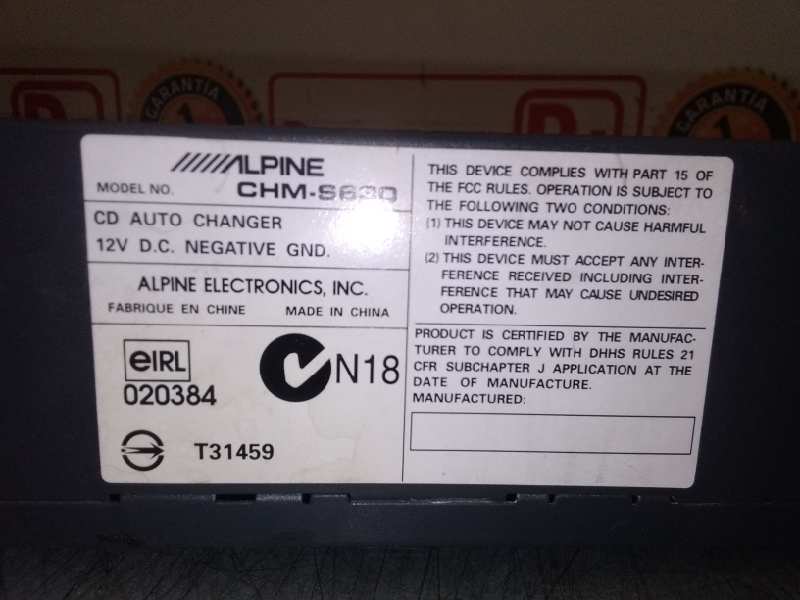 GARANTIA
1
GARANTIA
1
ALPINE
MODEL NO. CHM-S630
CD AUTO CHANGER
12V D.C. NEGATIVE GND.
ALPINE ELECTRONICS, INC.
FABRIQUE EN CHINE MADE IN CHINA
eIRL
020384
N18
T31459
THIS DEVICE COMPLIES WITH PART 15 OF
THE FCC RULES. OPERATION IS SUBJECT TO
THE FOLLOWING TWO CONDITIONS:
(1) THIS DEVICE MAY NOT CAUSE HARMFUL
INTERFERENCE.
(2) THIS DEVICE MUST ACCEPT ANY INTER-
FERENCE RECEIVED INCLUDING INTER-
FERENCE THAT MAY CAUSE UNDESIRED
OPERATION.
PRODUCT IS CERTIFIED BY THE MANUFAC-
TURER TO COMPLY WITH DHHS RULES 21
CFR SUBCHAPTER J APPLICATION AT THE
DATE OF MANUFACTURE.
MANUFACTURED: